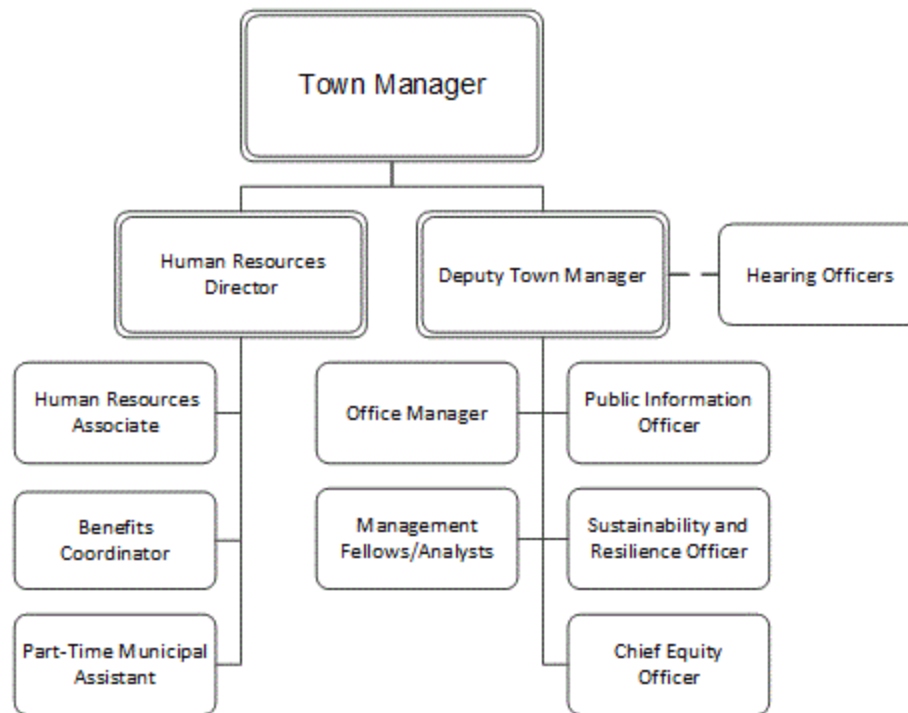 Town Manager
Human Resources
Director
Deputy Town Manager
Hearing Officers
Human Resources
Associate
Office Manager
Public Information
Officer
Benefits
Coordinator
Management
Fellows/Analysts
Sustainability and
Resilience Officer
Part-Time Municipal
Assistant
Chief Equity
Officer